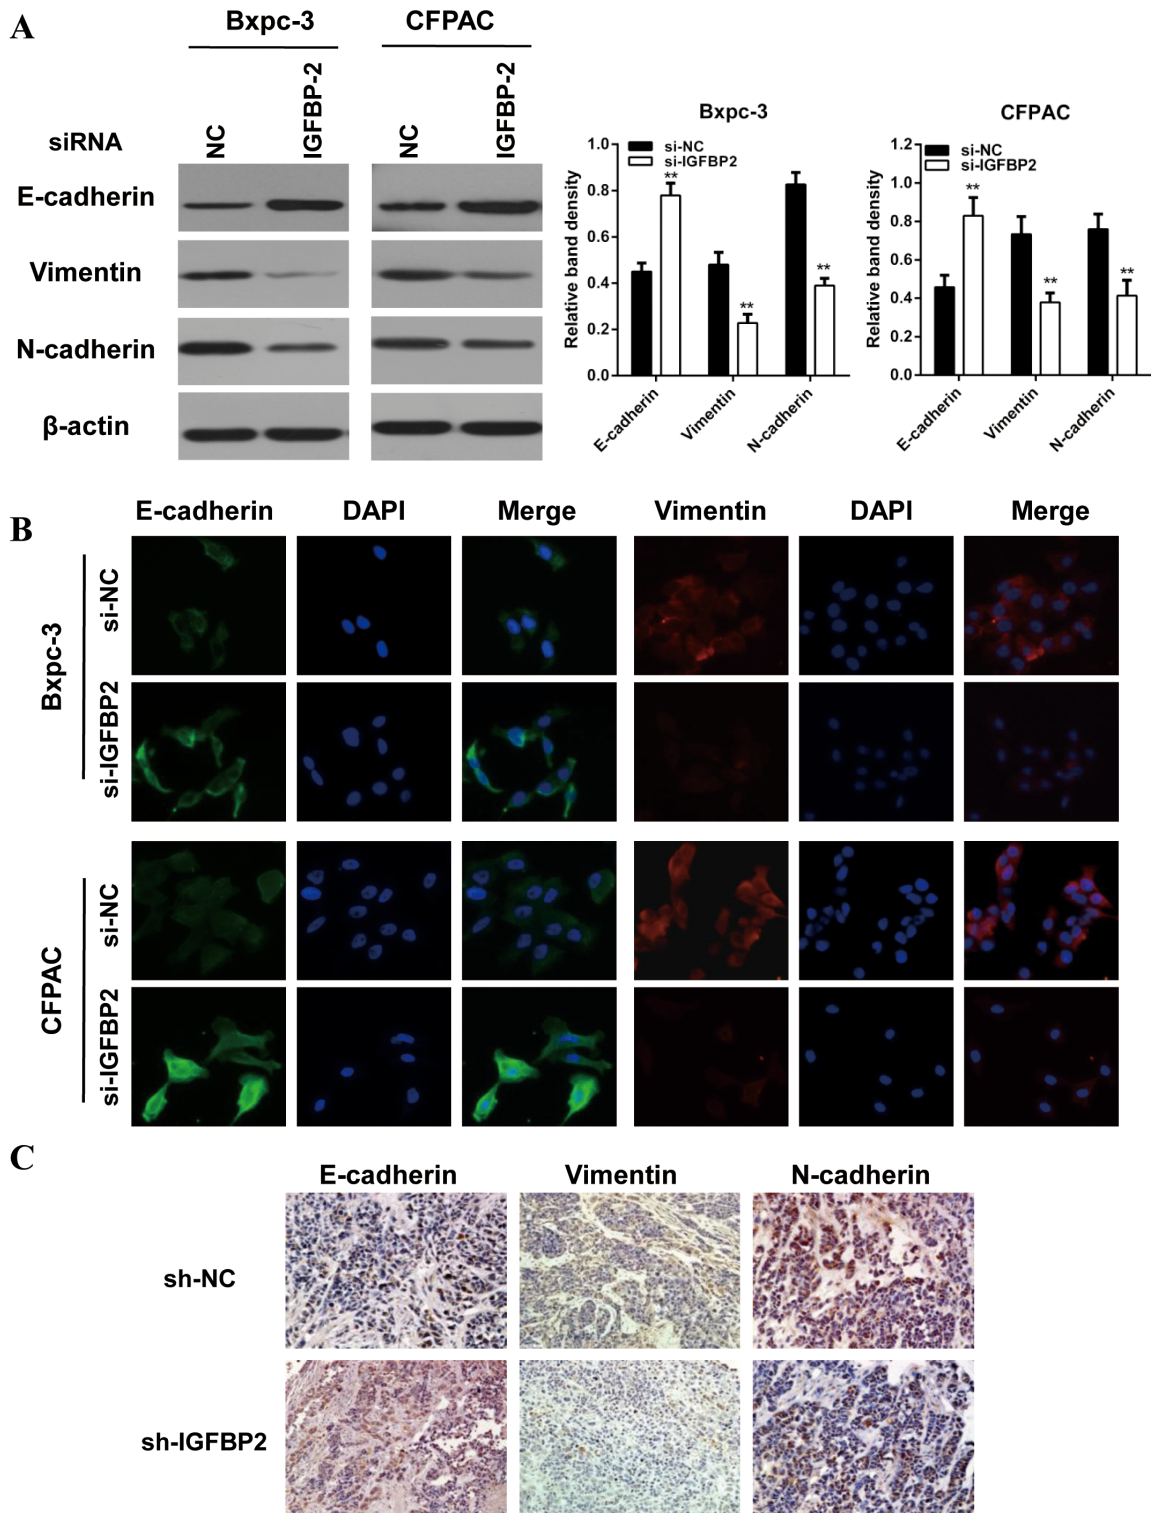 A
Bxpc-3
CFPAC
siRNA
NC
IGFBP-2
NC
IGFBP-2
E-cadherin
Vimentin
N-cadherin
β-actin
Bxpc-3
si-NC
si-IGFBP2
Relative band density
1.0
0.8
0.6
0.4
0.2
0.0
**
**
**
E-cadherin
Vimentin
N-cadherin
CFPAC
si-NC
si-IGFBP2
Relative band density
1.2
1.0
0.8
0.6
0.4
0.2
0.0
**
**
**
E-cadherin
Vimentin
N-cadherin
B
E-cadherin DAPI Merge Vimentin DAPI Merge
Bxpc-3
si-NC
si-IGFBP2
CFPAC
si-NC
si-IGFBP2
C
E-cadherin Vimentin N-cadherin
sh-NC
sh-IGFBP2